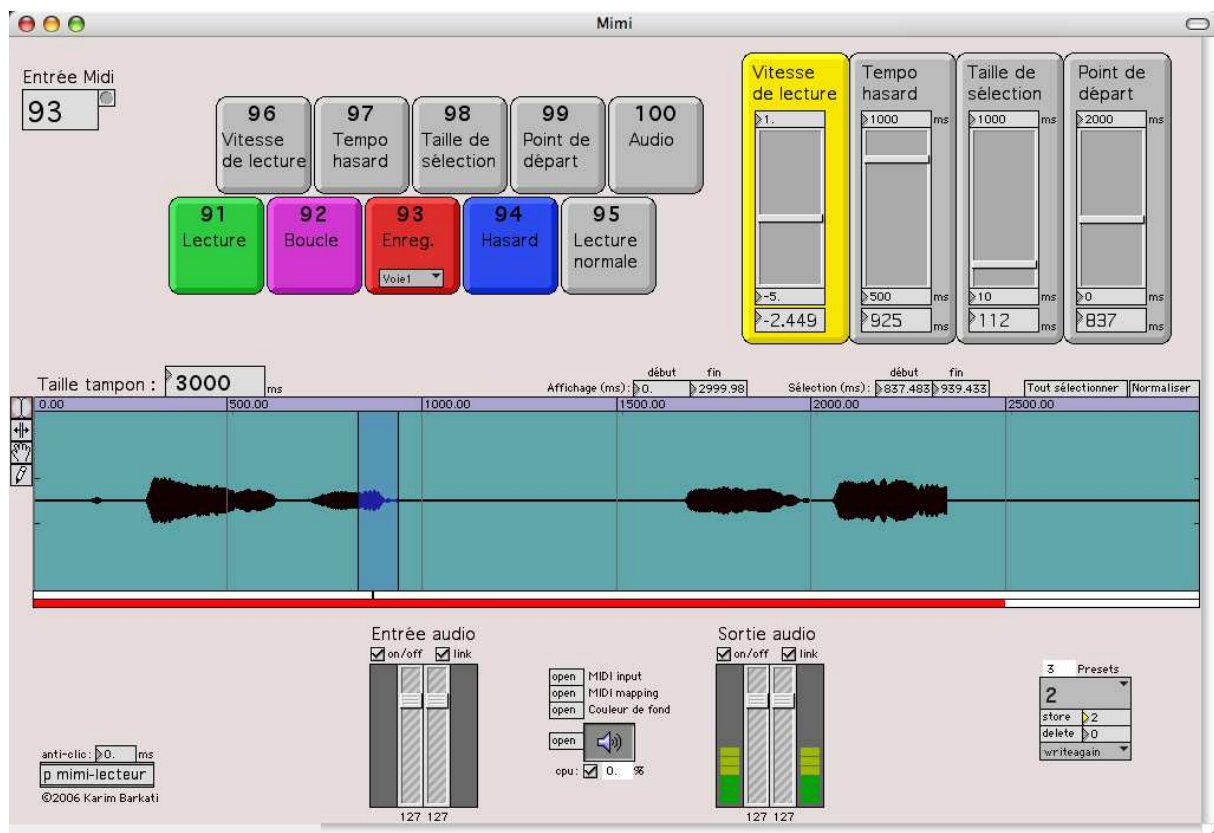 Mimi
Entrée Midi
93
96
Vitesse
de lecture
97
Tempo
hasard
98
Taille de
sélection
99
Point de
départ
100
Audio
91
Lecture
92
Boucle
93
Enreg.
Voie1
94
Hasard
95
Lecture
normale
Vitesse
de lecture
1.
-5.
-2.449
Tempo
hasard
1000 ms
500 ms
925 ms
Taille de
sélection
1000 ms
10 ms
112 ms
Point de
départ
2000 ms
0 ms
837 ms
Taille tampon : 3000 ms
début fin
Affichage (ms): 0. 2999.98
début fin
Sélection (ms): 837.483 939.433
Tout sélectionner Normaliser
0.00 500.00 1000.00 1500.00 2000.00 2500.00
Entrée audio
on/off link
127 127
open MIDI input
open MIDI mapping
open Couleur de fond
open
cpu: 0. %
Sortie audio
on/off link
127 127
3 Presets
2
store 2
delete 0
writeagain
anti-clic: 0. ms
p mimi-lecteur
©2006 Karim Barkati